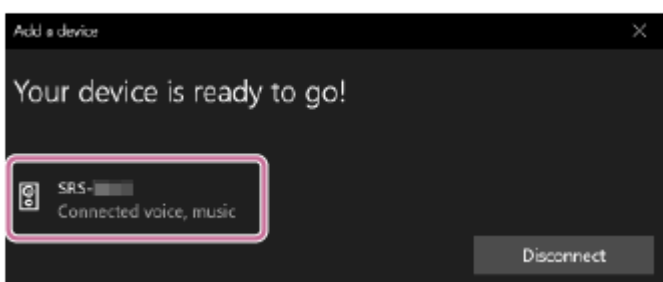 Add a device
Your device is ready to go!
SRS-
Connected voice, music
Disconnect